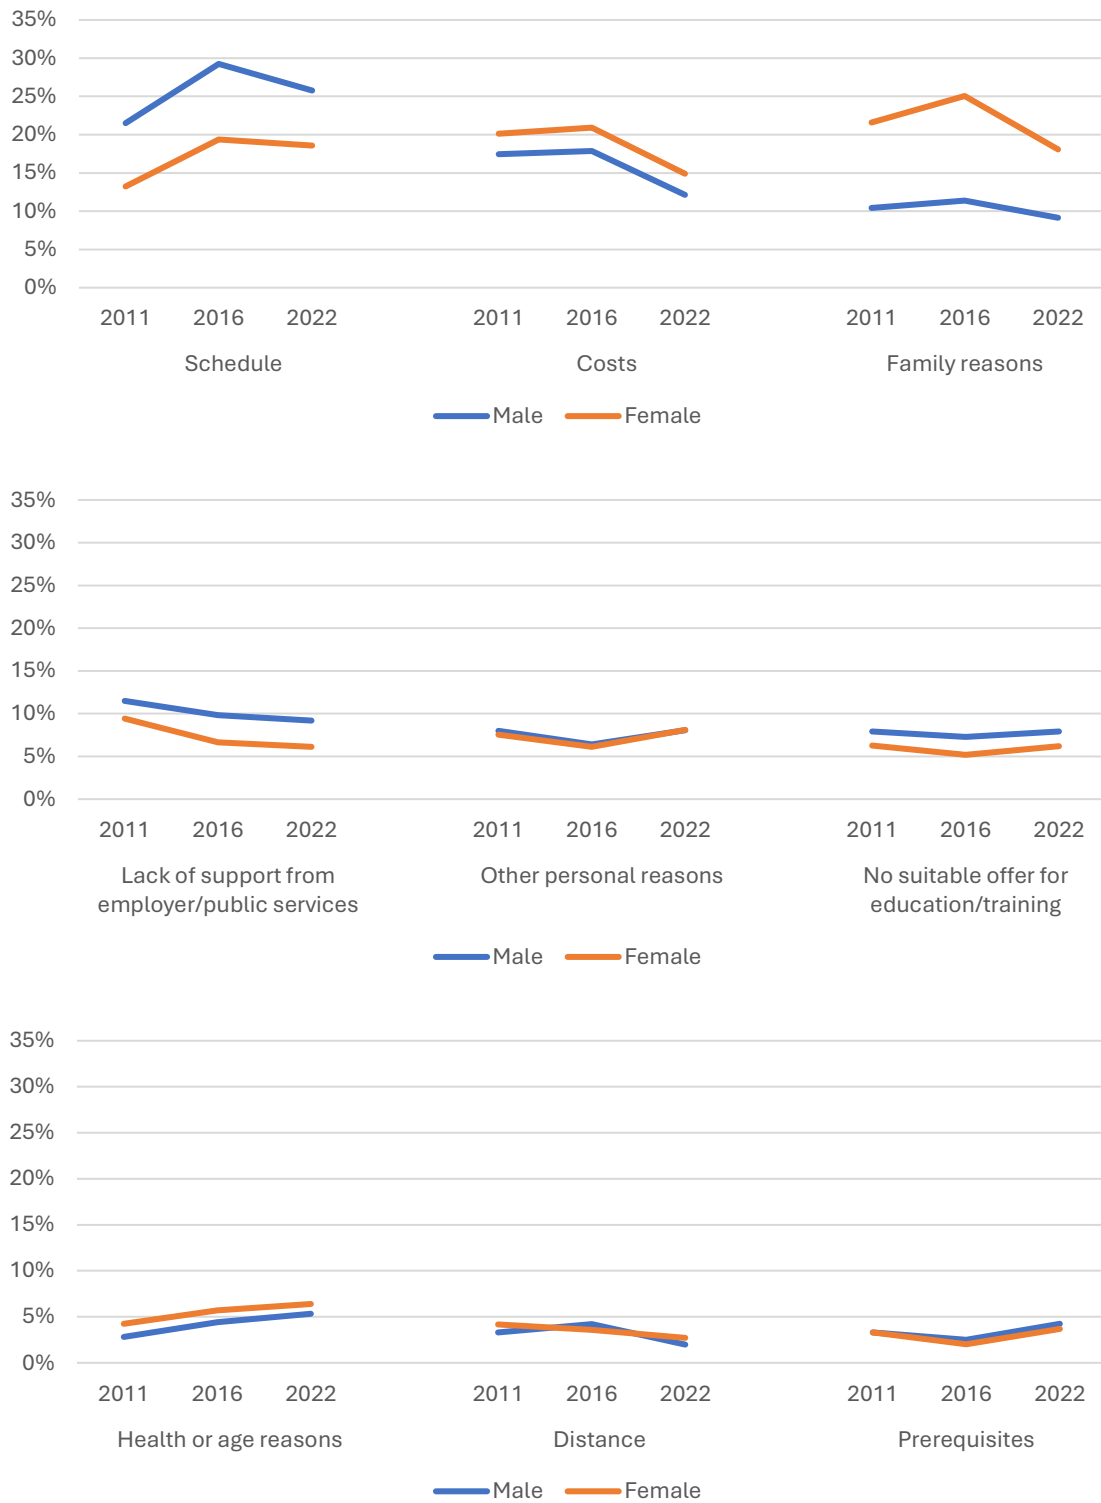 35%
30%
25%
20%
15%
10%
5%
0%
2011 2016 2022 2011 2016 2022 2011 2016 2022
Schedule Costs Family reasons
Male Female
35%
30%
25%
20%
15%
10%
5%
0%
2011 2016 2022 2011 2016 2022 2011 2016 2022
Lack of support from Other personal reasons No suitable offer for
employer/public services education/training
Male Female
35%
30%
25%
20%
15%
10%
5%
0%
2011 2016 2022 2011 2016 2022 2011 2016 2022
Health or age reasons Distance Prerequisites
Male Female